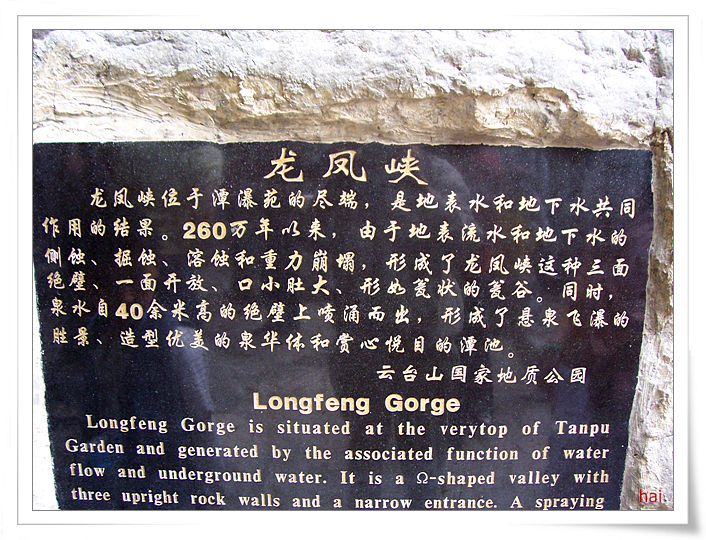 龙凤峡
龙凤峡位于潭瀑苑的尽端，是地表水和地下水共同
作用的结果。260万年以来，由于地表流水和地下水的
侧蚀、掘蚀、溶蚀和重力崩塌，形成了龙凤峡这种三面
绝壁、一面开放、口小肚大、形如瓮状的瓮谷。同时，
泉水自40余米高的绝壁上喷涌而出，形成了悬泉飞瀑的
胜景、造型优美的泉华体和赏心悦目的潭池。
云台山国家地质公园
Longfeng Gorge
Longfeng Gorge is situated at the verytop of Tanpu
Garden and generated by the associated function of water
flow and underground water. It is a Ω-shaped valley with
three upright rock walls and a narrow entrance. A spraying
hai.